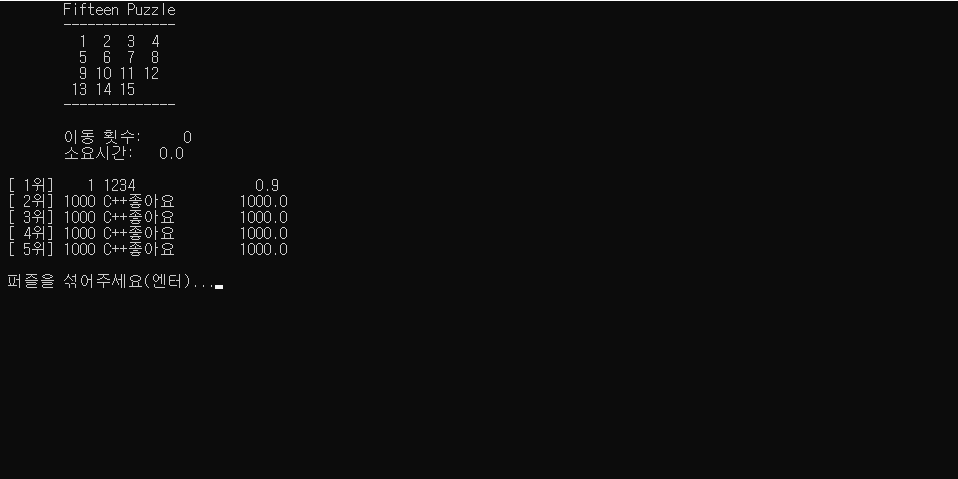 Fifteen Puzzle
--------------
1 2 3 4
5 6 7 8
9 10 11 12
13 14 15
--------------
이동 횟수: 0
소요시간: 0.0
[ 1위] 1 1234 0.9
[ 2위] 1000 C++좋아요 1000.0
[ 3위] 1000 C++좋아요 1000.0
[ 4위] 1000 C++좋아요 1000.0
[ 5위] 1000 C++좋아요 1000.0
퍼즐을 섞어주세요(엔터)...